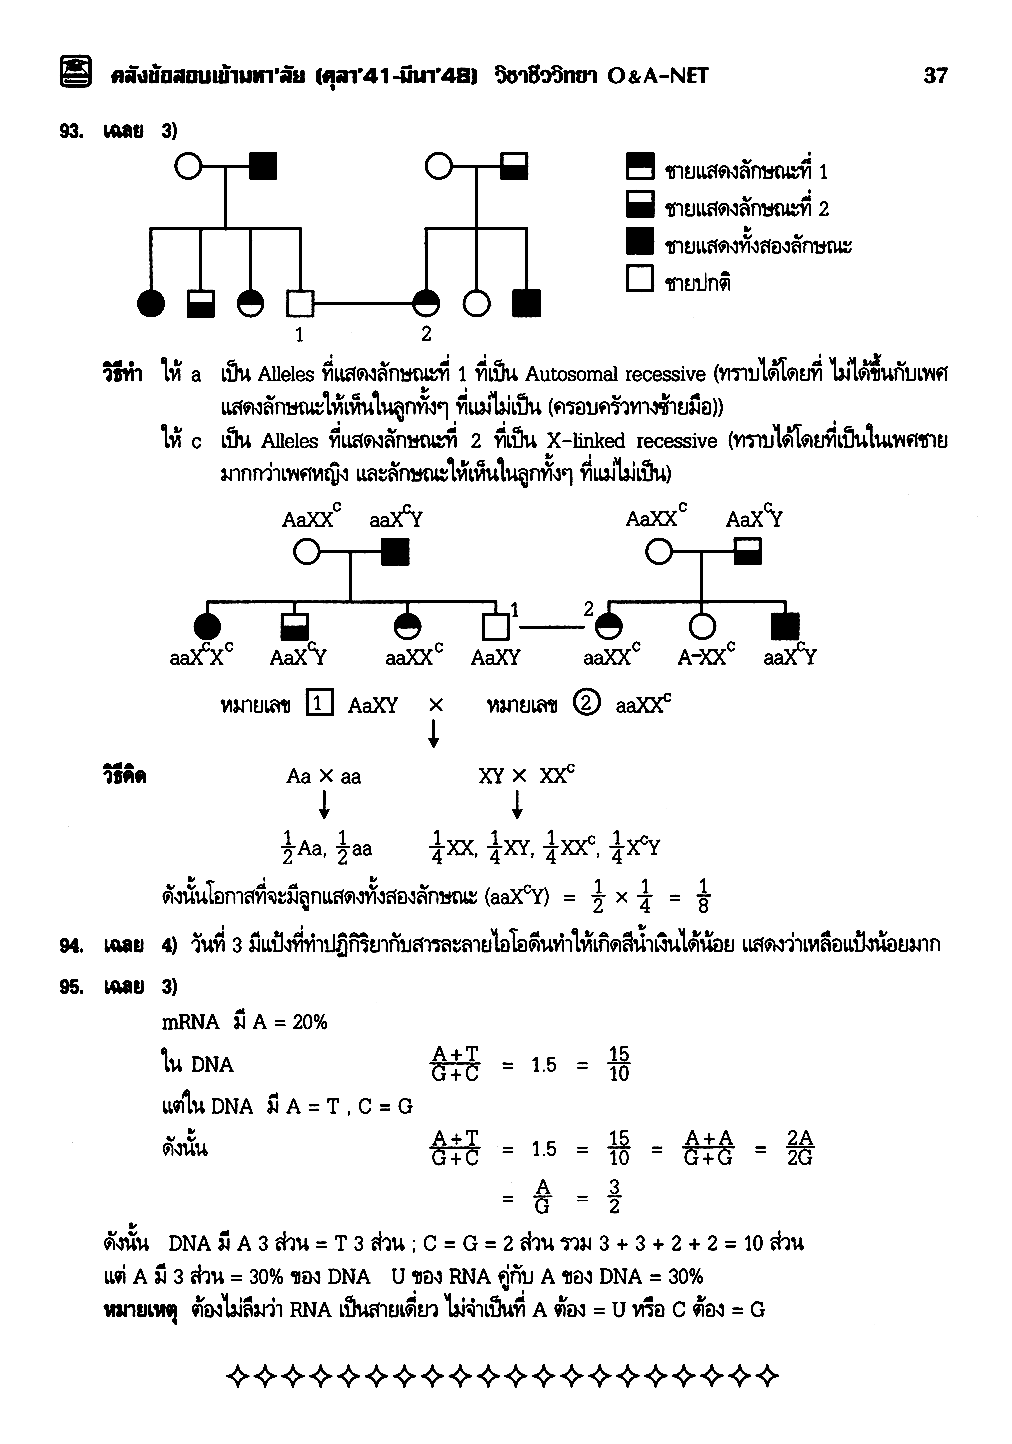 คลังข้อสอบเข้ามหา'ลัย (ตุลา'41-มีนา'48) วิชาชีววิทยา O&A-NET 37
93. เฉลย 3)
ชายแสดงลักษณะที่ 1
ชายแสดงลักษณะที่ 2
ชายแสดงทั้งสองลักษณะ
ชายปกติ
1 2
วิธีทำ ให้ a เป็น Alleles ที่แสดงลักษณะที่ 1 ที่เป็น Autosomal recessive (ทราบได้โดยที่ ไม่ได้ขึ้นกับเพศ
แสดงลักษณะให้เห็นในลูกทั้งๆ ที่แม่ไม่เป็น (ครอบครัวทางซ้ายมือ))
ให้ c เป็น Alleles ที่แสดงลักษณะที่ 2 ที่เป็น X-linked recessive (ทราบได้โดยที่เป็นในเพศชาย
มากกว่าเพศหญิง และลักษณะให้เห็นในลูกทั้งๆ ที่แม่ไม่เป็น)
AaXXᶜ aaXᶜY AaXXᶜ AaXᶜY
1 2
aaXᶜXᶜ AaXᶜY aaXXᶜ AaXY aaXXᶜ A-XXᶜ aaXᶜY
หมายเลข 1 AaXY × หมายเลข 2 aaXXᶜ
↓
วิธีคิด Aa × aa XY × XXᶜ
↓ ↓
1/2 Aa, 1/2 aa 1/4 XX, 1/4 XY, 1/4 XXᶜ, 1/4 XᶜY
ดังนั้นโอกาสที่จะมีลูกแสดงทั้งสองลักษณะ (aaXᶜY) = 1/2 × 1/4 = 1/8
94. เฉลย 4) วันที่ 3 มีแป้งที่ทำปฏิกิริยากับสารละลายไอโอดีนทำให้เกิดสีน้ำเงินได้น้อย แสดงว่าเหลือแป้งน้อยมาก
95. เฉลย 3)
mRNA มี A = 20%
ใน DNA (A+T)/(G+C) = 1.5 = 15/10
แต่ใน DNA มี A = T , C = G
ดังนั้น (A+T)/(G+C) = 1.5 = 15/10 = (A+A)/(G+G) = 2A/2G
= A/G = 3/2
ดังนั้น DNA มี A 3 ส่วน = T 3 ส่วน ; C = G = 2 ส่วน รวม 3 + 3 + 2 + 2 = 10 ส่วน
แต่ A มี 3 ส่วน = 30% ของ DNA U ของ RNA คู่กับ A ของ DNA = 30%
หมายเหตุ ต้องไม่ลืมว่า RNA เป็นสายเดี่ยว ไม่จำเป็นที่ A ต้อง = U หรือ C ต้อง = G